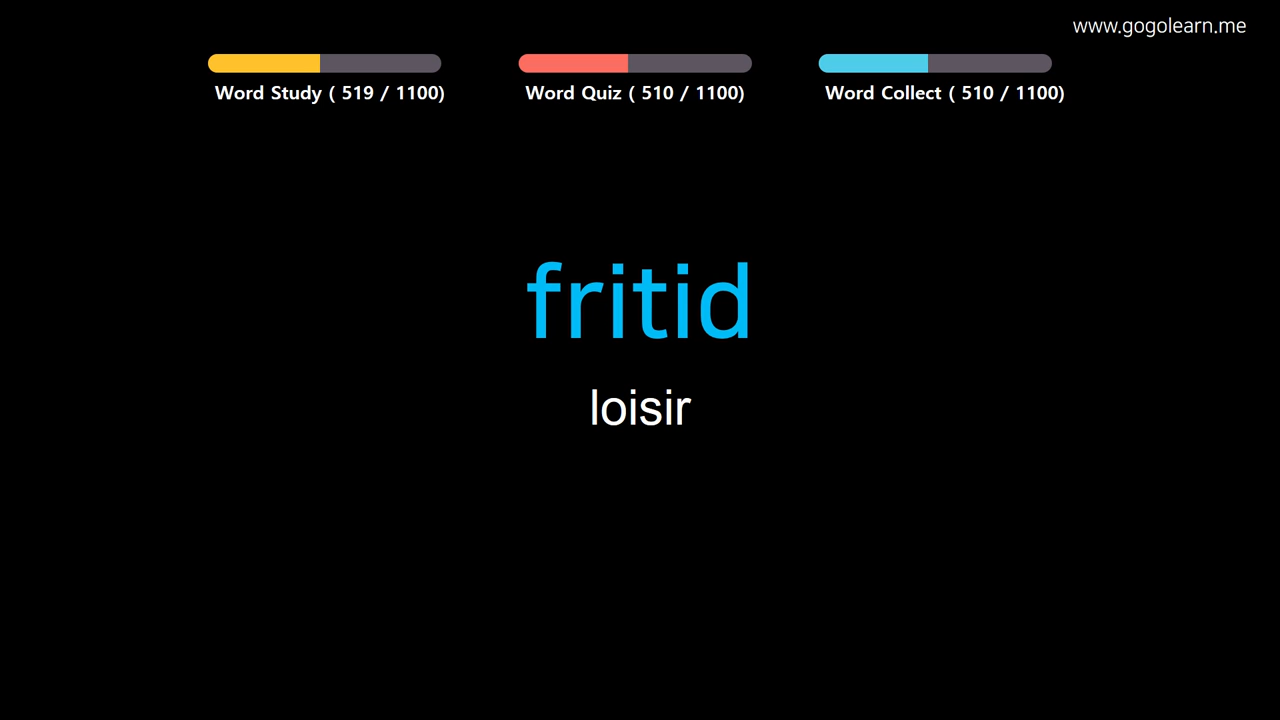 www.gogolearn.me
Word Study ( 519 / 1100)
Word Quiz ( 510 / 1100)
Word Collect ( 510 / 1100)
fritid
loisir